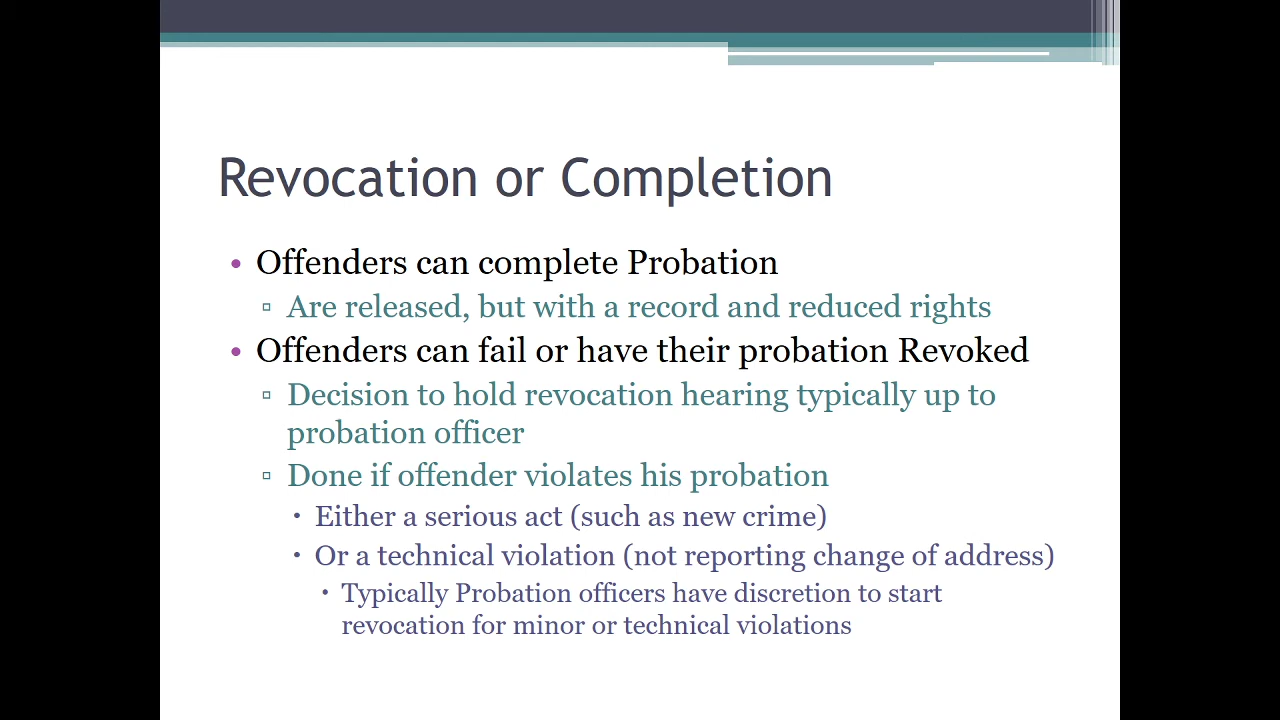 Revocation or Completion
• Offenders can complete Probation
▫ Are released, but with a record and reduced rights
• Offenders can fail or have their probation Revoked
▫ Decision to hold revocation hearing typically up to
probation officer
▫ Done if offender violates his probation
• Either a serious act (such as new crime)
• Or a technical violation (not reporting change of address)
• Typically Probation officers have discretion to start
revocation for minor or technical violations